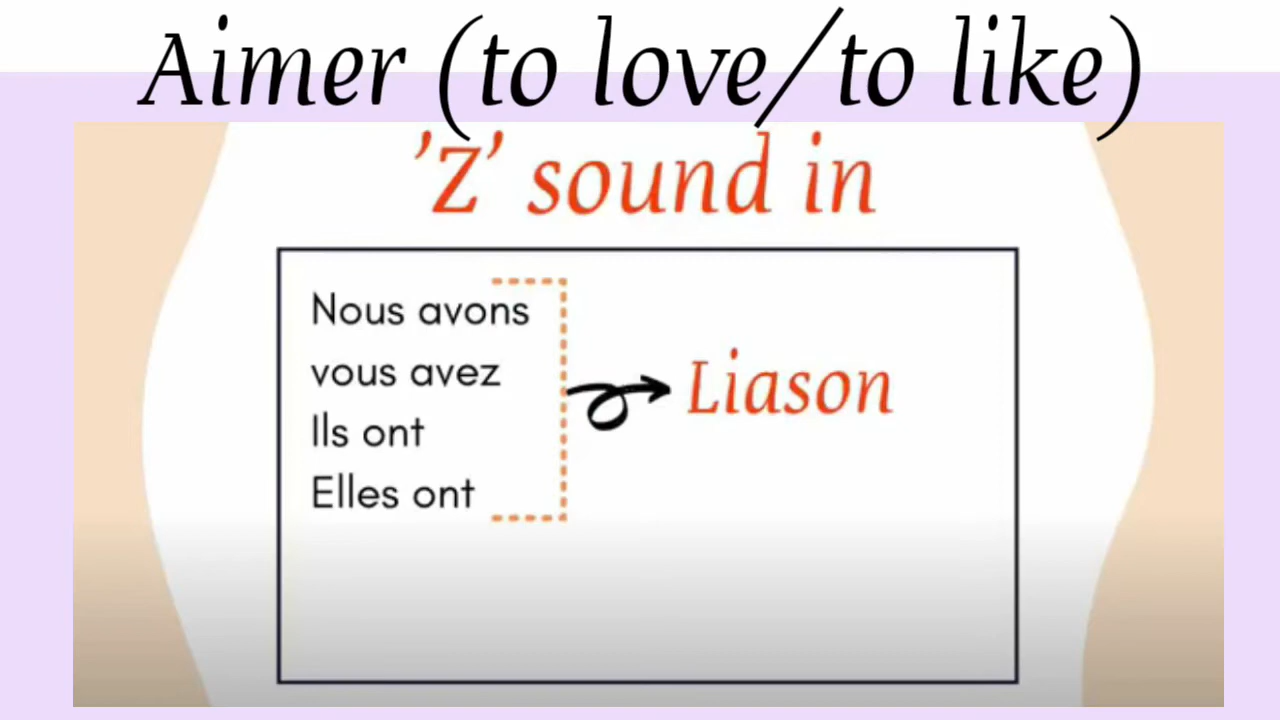 Aimer (to love/to like)
'Z' sound in
Nous avons
vous avez
Ils ont
Elles ont
Liason